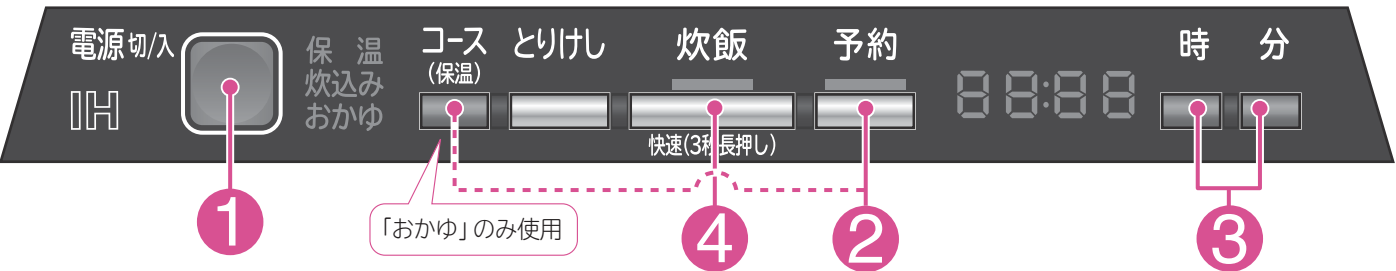 電源切/入
IH
保温
炊込み
おかゆ
コース
(保温)
とりけし
炊飯
快速(3秒長押し)
予約
88:88
時
分
1
「おかゆ」のみ使用
4
2
3